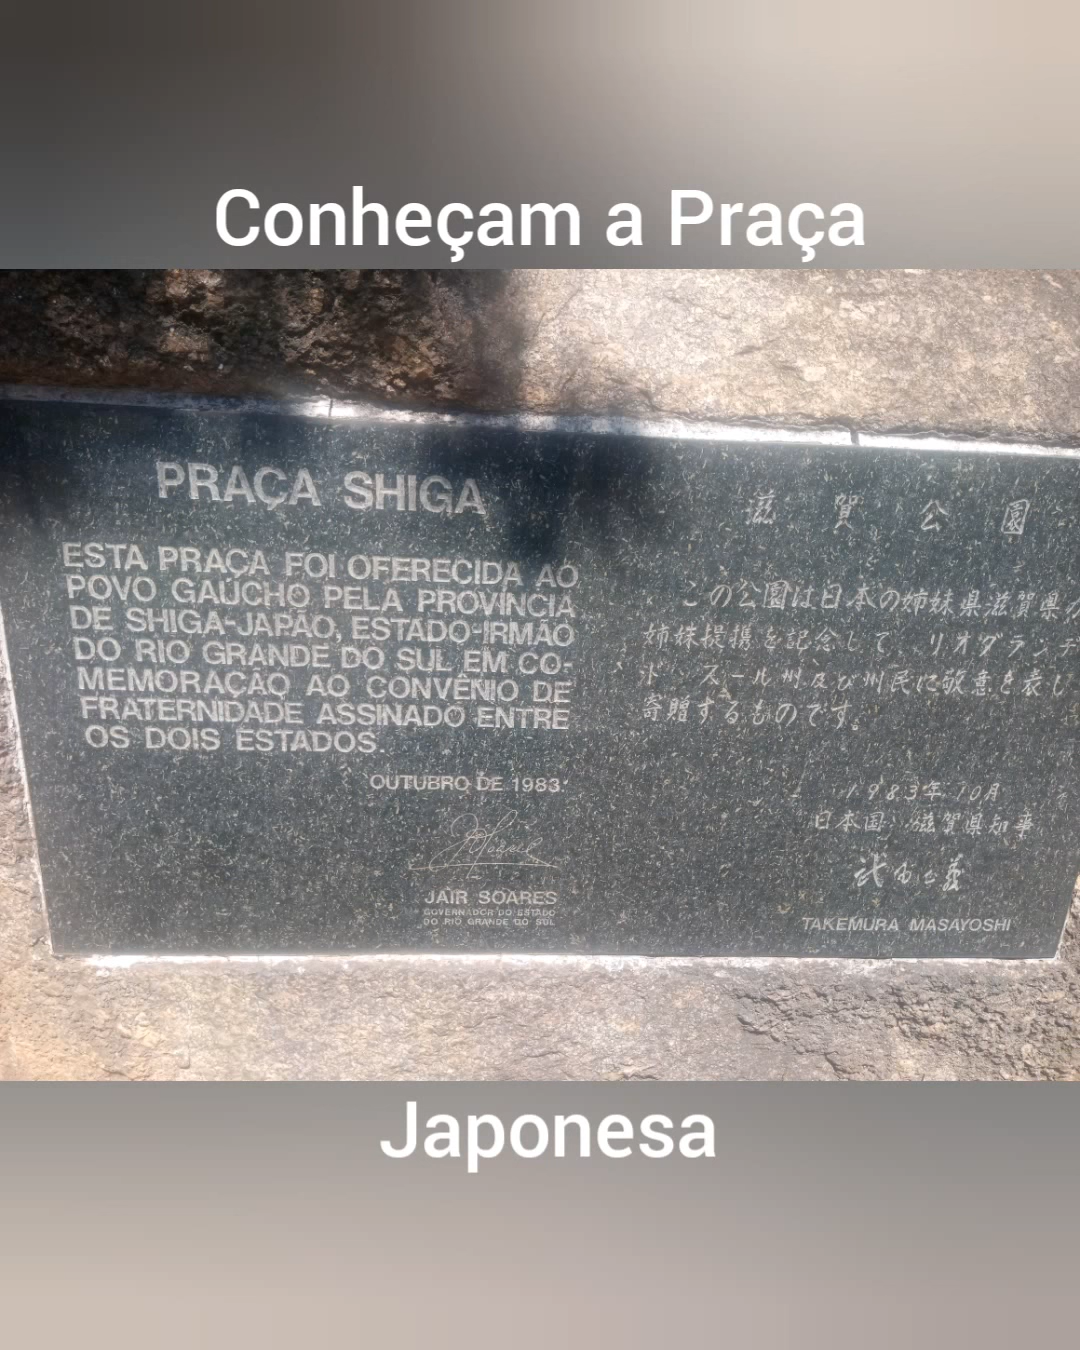 Conheçam a Praça
PRAÇA SHIGA
ESTA PRAÇA FOI OFERECIDA AO
POVO GAÚCHO PELA PROVÍNCIA
DE SHIGA-JAPÃO, ESTADO-IRMÃO
DO RIO GRANDE DO SUL EM CO-
MEMORAÇÃO AO CONVÊNIO DE
FRATERNIDADE ASSINADO ENTRE
OS DOIS ESTADOS.
OUTUBRO DE 1983.
JAIR SOARES
GOVERNADOR DO ESTADO
DO RIO GRANDE DO SUL
滋賀公園
この公園は日本の姉妹県滋賀県が
姉妹提携を記念して、リオグランデ
ド・スール州及び州民に敬意を表し
寄贈するものです。
1983年10月
日本国 滋賀県知事
武村正義
TAKEMURA MASAYOSHI
Japonesa